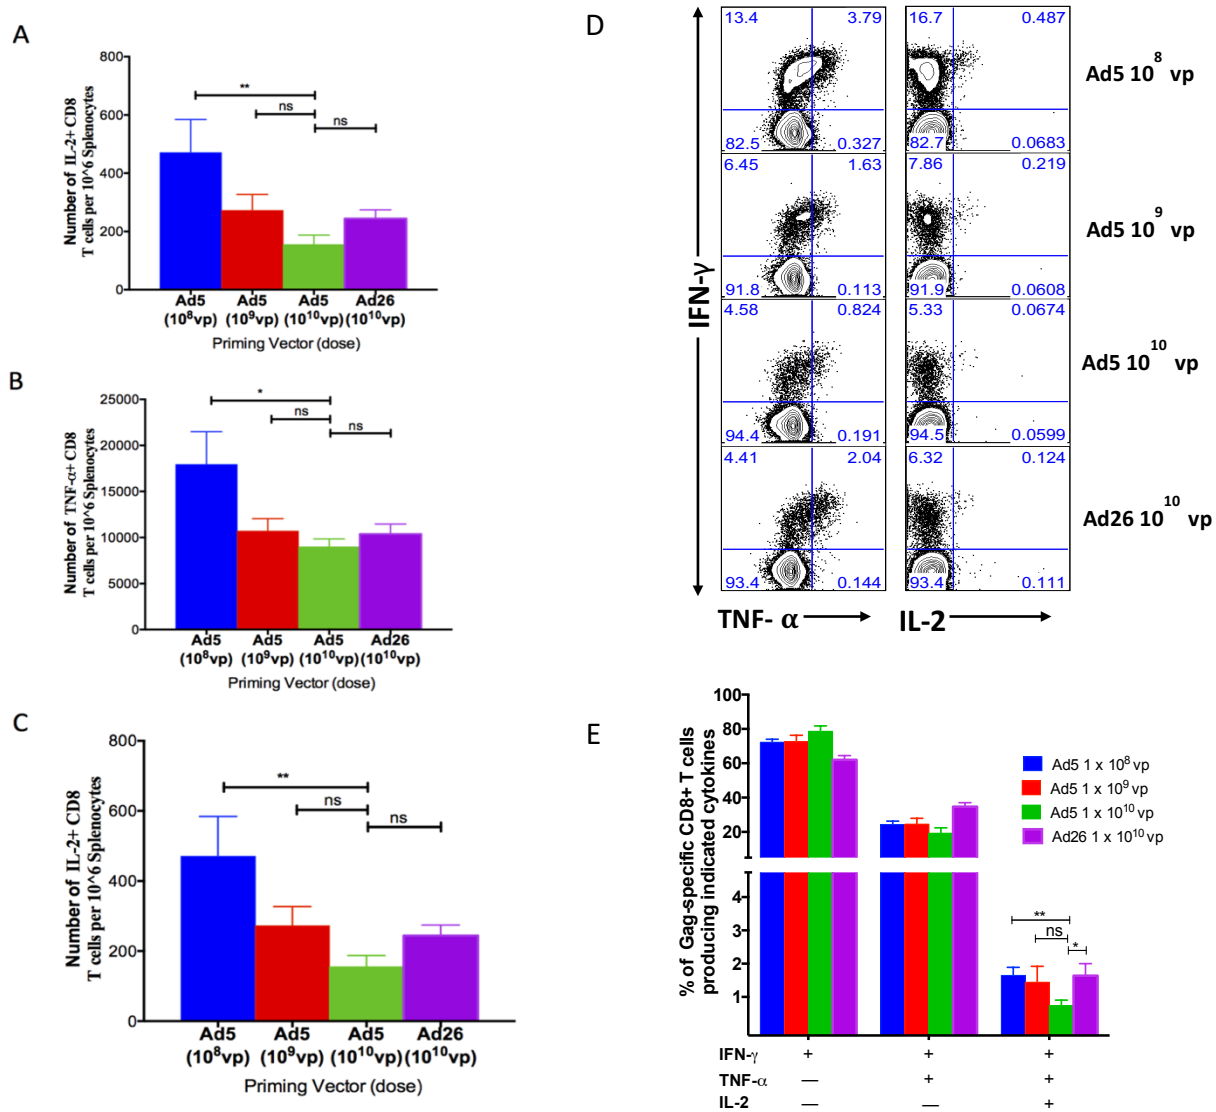 A
Number of IL-2+ CD8
T cells per 10^6 Splenocytes
800
600
400
200
0
**
ns
ns
Ad5 Ad5 Ad5 Ad26
(10⁸vp) (10⁹vp) (10¹⁰vp) (10¹⁰vp)
Priming Vector (dose)
B
Number of TNF-α+ CD8
T cells per 10^6 Splenocytes
25000
20000
15000
10000
5000
0
*
ns
ns
Ad5 Ad5 Ad5 Ad26
(10⁸vp) (10⁹vp) (10¹⁰vp) (10¹⁰vp)
Priming Vector (dose)
C
Number of IL-2+ CD8
T cells per 10^6 Splenocytes
800
600
400
200
0
**
ns
ns
Ad5 Ad5 Ad5 Ad26
(10⁸vp) (10⁹vp) (10¹⁰vp) (10¹⁰vp)
Priming Vector (dose)
D
IFN-γ
13.4 3.79 16.7 0.487
Ad5 10⁸ vp
82.5 0.327 82.7 0.0683
6.45 1.63 7.86 0.219
Ad5 10⁹ vp
91.8 0.113 91.9 0.0608
4.58 0.824 5.33 0.0674
Ad5 10¹⁰ vp
94.4 0.191 94.5 0.0599
4.41 2.04 6.32 0.124
Ad26 10¹⁰ vp
93.4 0.144 93.4 0.111
TNF- α IL-2
E
% of Gag-specific CD8+ T cells
producing indicated cytokines
100
80
60
40
20
4
3
2
1
Ad5 1 x 10⁸ vp
Ad5 1 x 10⁹ vp
Ad5 1 x 10¹⁰ vp
Ad26 1 x 10¹⁰ vp
**
ns
*
IFN-γ + + +
TNF-α — + +
IL-2 — — +